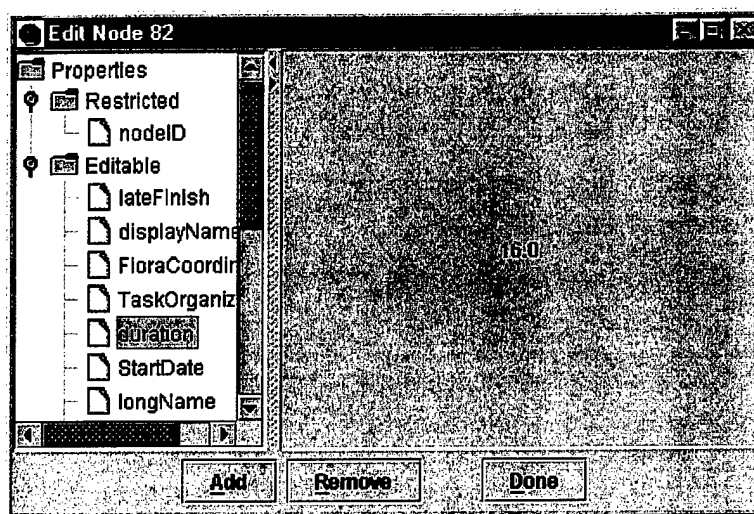 Edit Node 82
Properties
Restricted
nodeID
Editable
lateFinish
displayName
FloraCoordin
TaskOrganiz
duration
StartDate
longName
16.0
Add
Remove
Done